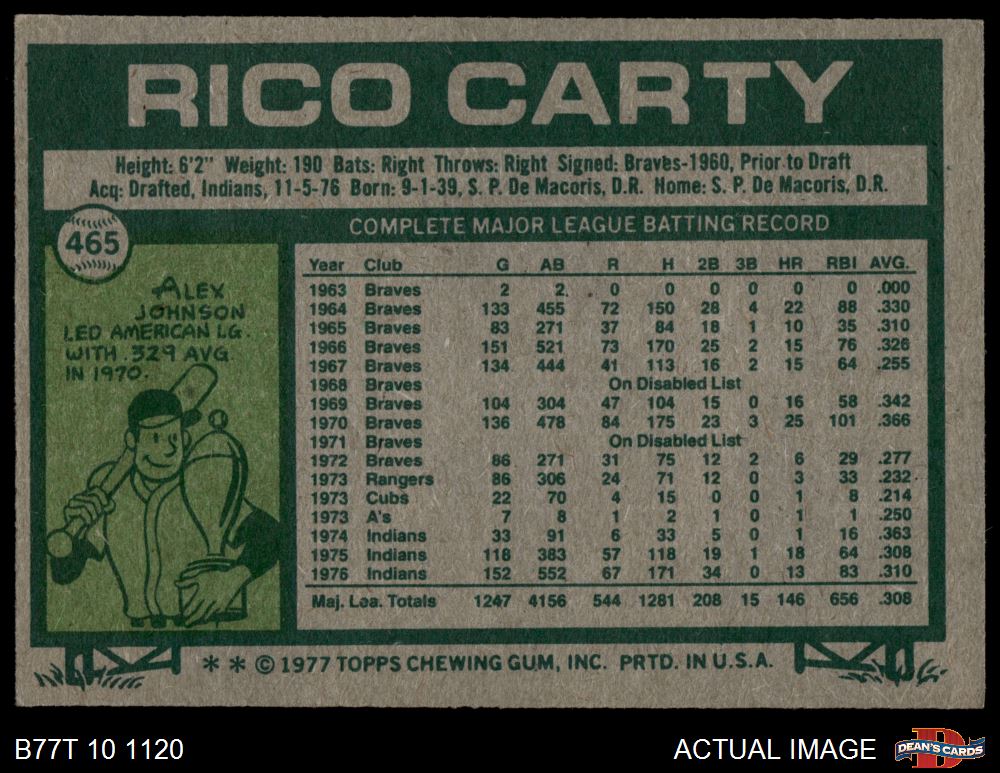 RICO CARTY
Height: 6'2" Weight: 190 Bats: Right Throws: Right Signed: Braves-1960, Prior to Draft
Acq: Drafted, Indians, 11-5-76 Born: 9-1-39, S. P. De Macoris, D.R. Home: S. P. De Macoris, D.R.
465
COMPLETE MAJOR LEAGUE BATTING RECORD
ALEX
JOHNSON
LED AMERICAN LG.
WITH .329 AVG
IN 1970.
Year Club G AB R H 2B 3B HR RBI AVG.
1963 Braves 2 2 0 0 0 0 0 0 .000
1964 Braves 133 455 72 150 28 4 22 88 .330
1965 Braves 83 271 37 84 18 1 10 35 .310
1966 Braves 151 521 73 170 25 2 15 76 .326
1967 Braves 134 444 41 113 16 2 15 64 .255
1968 Braves On Disabled List
1969 Braves 104 304 47 104 15 0 16 58 .342
1970 Braves 136 478 84 175 23 3 25 101 .366
1971 Braves On Disabled List
1972 Braves 86 271 31 75 12 2 6 29 .277
1973 Rangers 86 306 24 71 12 0 3 33 .232
1973 Cubs 22 70 4 15 0 0 1 8 .214
1973 A's 7 8 1 2 1 0 1 1 .250
1974 Indians 33 91 6 33 5 0 1 16 .363
1975 Indians 118 383 57 118 19 1 18 64 .308
1976 Indians 152 552 67 171 34 0 13 83 .310
Maj. Lea. Totals 1247 4156 544 1281 208 15 146 656 .308
* * © 1977 TOPPS CHEWING GUM, INC. PRTD. IN U.S.A.
B77T 10 1120
ACTUAL IMAGE
DEAN'S CARDS